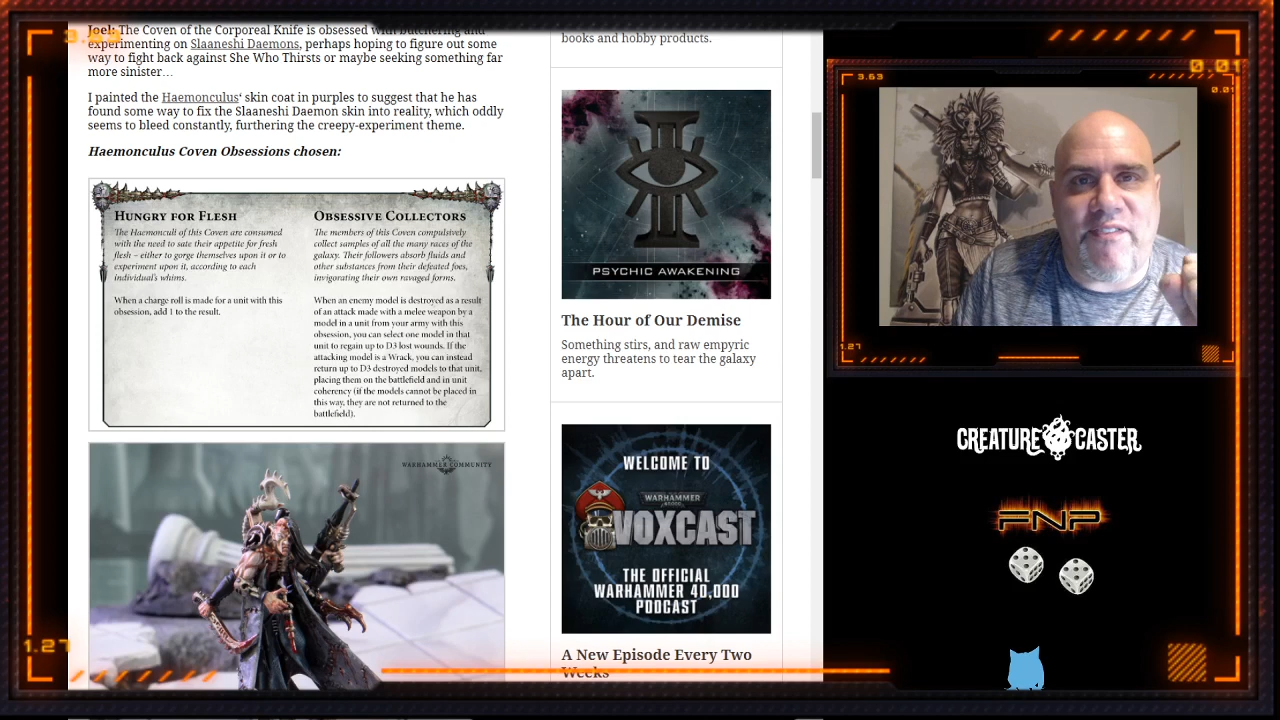 Joel: The Coven of the Corporeal Knife is obsessed with butchering and
experimenting on Slaaneshi Daemons, perhaps hoping to figure out some
way to fight back against She Who Thirsts or maybe seeking something far
more sinister…
I painted the Haemonculus‘ skin coat in purples to suggest that he has
found some way to fix the Slaaneshi Daemon skin into reality, which oddly
seems to bleed constantly, furthering the creepy-experiment theme.
Haemonculus Coven Obsessions chosen:
Hungry for Flesh
The Haemonculi of this Coven are consumed
with the need to sate their appetite for fresh
flesh – either to gorge themselves upon it or to
experiment upon it, according to each
individual's whims.
When a charge roll is made for a unit with this
obsession, add 1 to the result.
Obsessive Collectors
The members of this Coven compulsively
collect samples of all the many races of the
galaxy. Their followers absorb fluids and
other substances from their defeated foes,
invigorating their own ravaged forms.
When an enemy model is destroyed as a result
of an attack made with a melee weapon by a
model in a unit from your army with this
obsession, you can select one model in that
unit to regain up to D3 lost wounds. If the
attacking model is a Wrack, you can instead
return up to D3 destroyed models to that unit,
placing them on the battlefield and in unit
coherency (if the models cannot be placed in
this way, they are not returned to the
battlefield).
WARHAMMER COMMUNITY
books and hobby products.
PSYCHIC AWAKENING
The Hour of Our Demise
Something stirs, and raw empyric
energy threatens to tear the galaxy
apart.
WELCOME TO
WARHAMMER
40,000
VOXCAST
THE OFFICIAL
WARHAMMER 40,000
PODCAST
A New Episode Every Two
Weeks
3.63
0.01
1.27
3.63
0.01
1.27
CREATURE CASTER
FNP